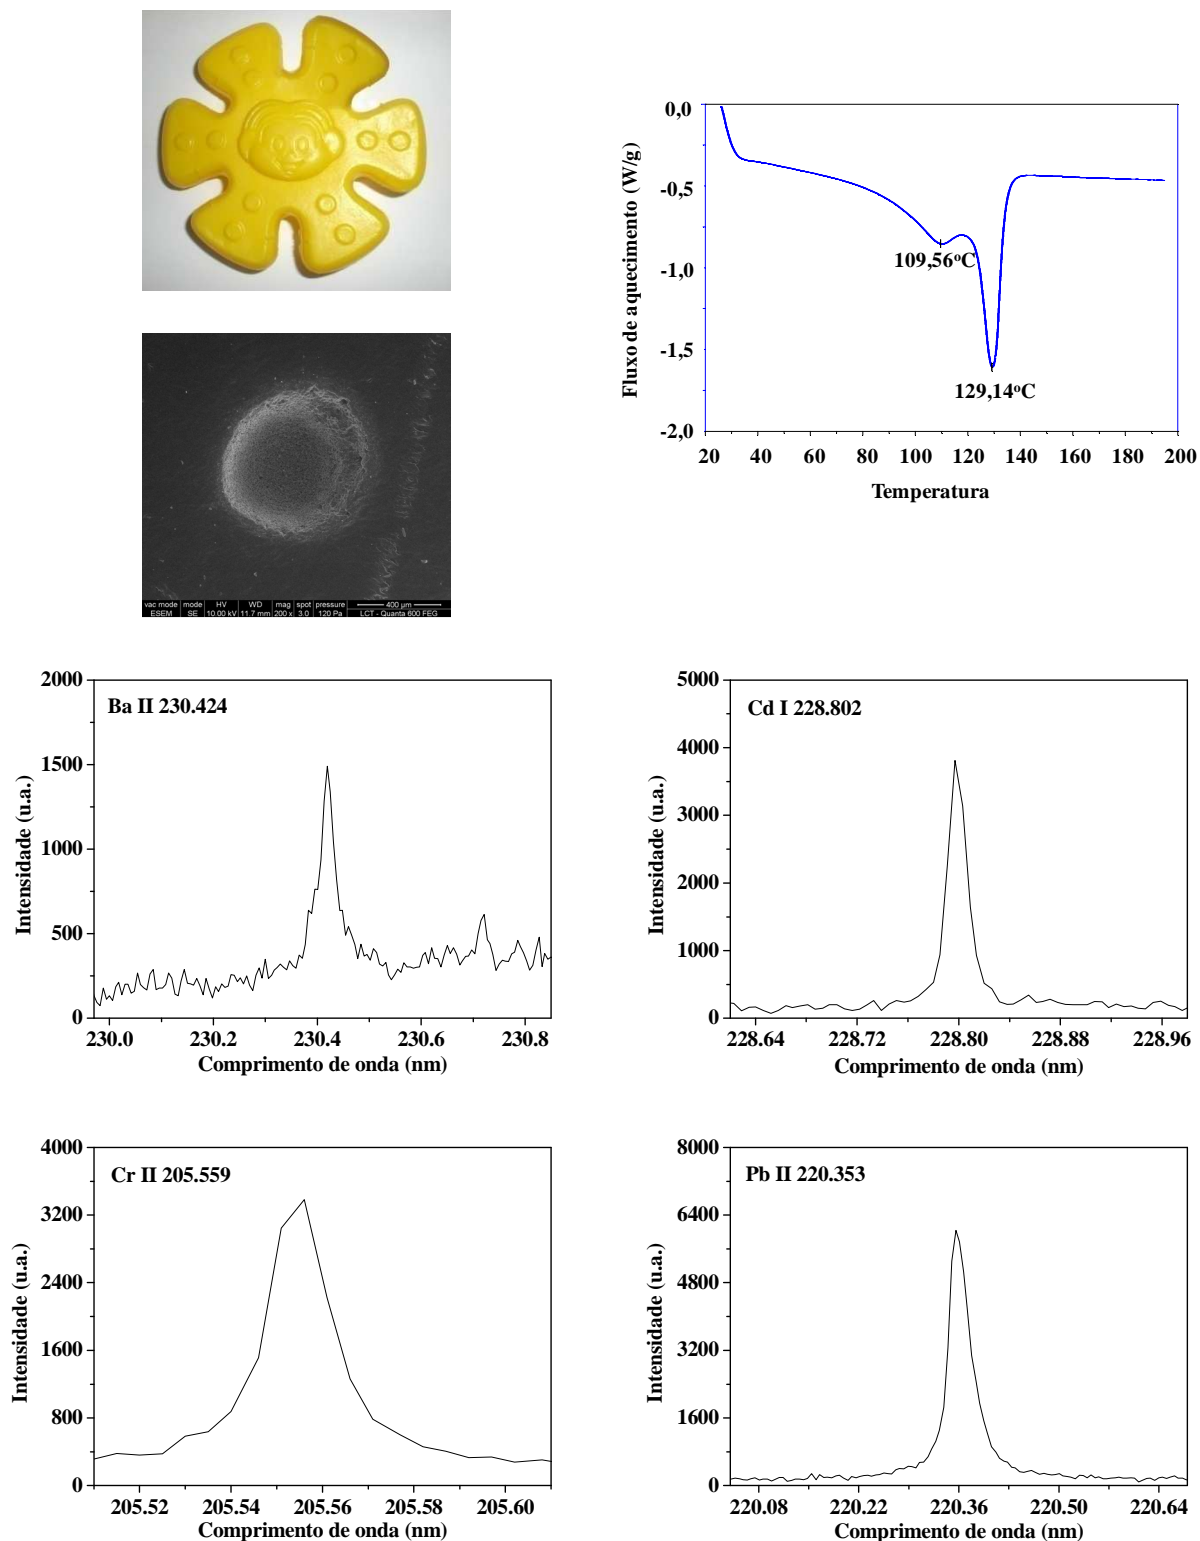 0,0
-0,5
-1,0
-1,5
-2,0
Fluxo de aquecimento (W/g)
109,56ºC
129,14ºC
20 40 60 80 100 120 140 160 180 200
Temperatura
vac mode mode HV WD mag spot pressure 400 µm
ESEM SE 10.00 kV 11.7 mm 200 x 3.0 120 Pa LCT - Quanta 600 FEG
Ba II 230.424
2000
1500
1000
500
0
Intensidade (u.a.)
230.0 230.2 230.4 230.6 230.8
Comprimento de onda (nm)
Cd I 228.802
5000
4000
3000
2000
1000
0
Intensidade (u.a.)
228.64 228.72 228.80 228.88 228.96
Comprimento de onda (nm)
Cr II 205.559
4000
3200
2400
1600
800
0
Intensidade (u.a.)
205.52 205.54 205.56 205.58 205.60
Comprimento de onda (nm)
Pb II 220.353
8000
6400
4800
3200
1600
0
Intensidade (u.a.)
220.08 220.22 220.36 220.50 220.64
Comprimento de onda (nm)